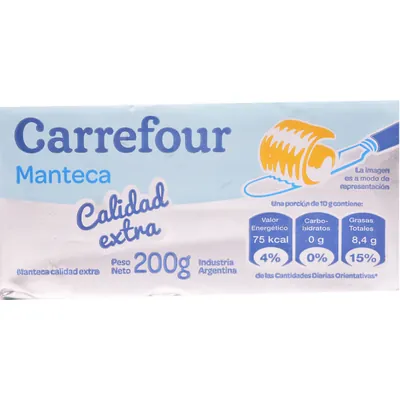 Carrefour
Manteca
Calidad
extra
La imagen
es a modo de
representación
Una porción de 10 g contiene:
Valor
Energético
75 kcal
4%
Carbo-
hidratos
0 g
0%
Grasas
Totales
8,4 g
15%
de las Cantidades Diarias Orientativas*
Manteca calidad extra
Peso
Neto
200g
Industria
Argentina